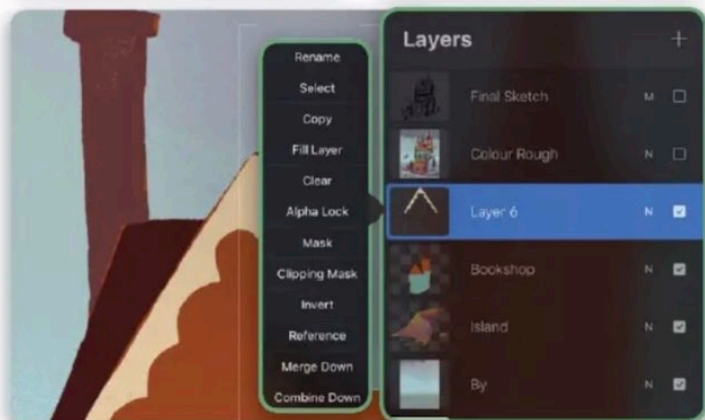 Rename
Select
Copy
Fill Layer
Clear
Alpha Lock
Mask
Clipping Mask
Invert
Reference
Merge Down
Combine Down
Layers +
Final Sketch M
Colour Rough N
Layer 6 N
Bookshop N
Island N
By N